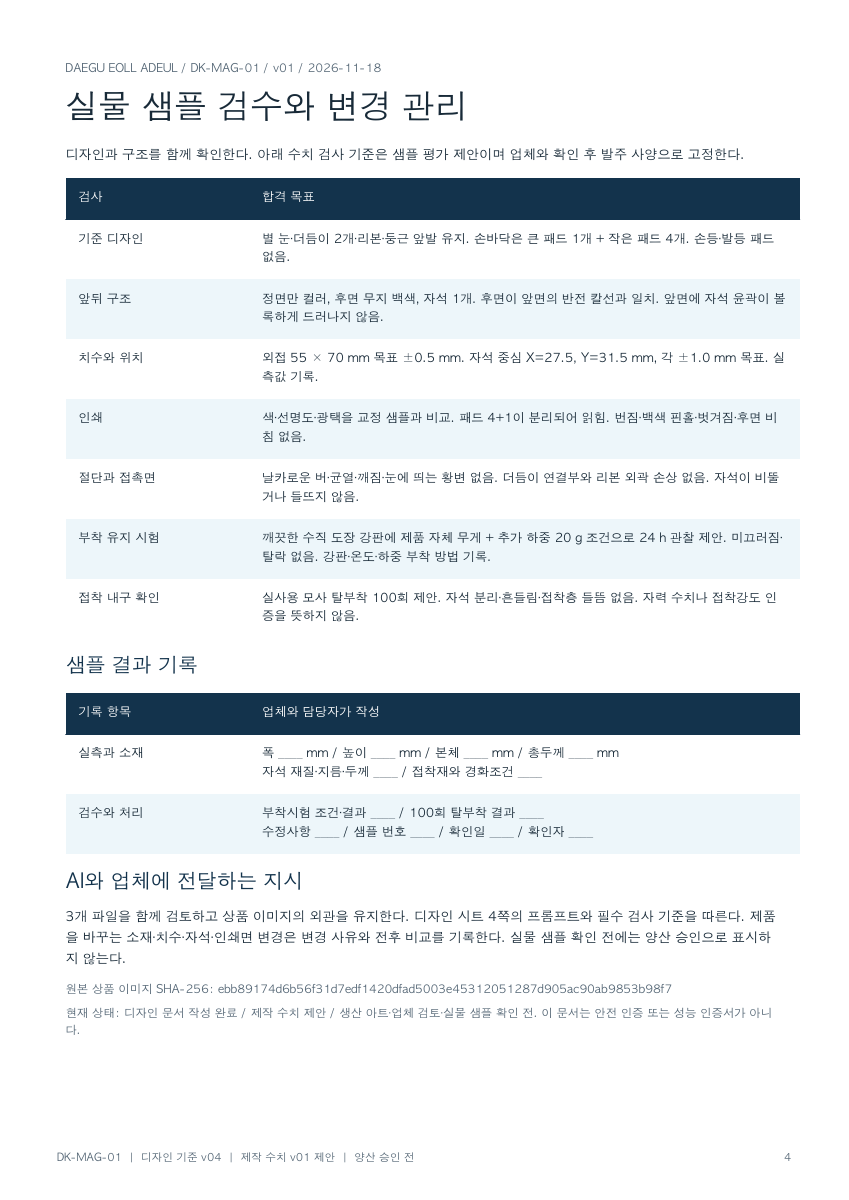 DAEGU EOLL ADEUL / DK-MAG-01 / v01 / 2026-11-18
실물 샘플 검수와 변경 관리
디자인과 구조를 함께 확인한다. 아래 수치 검사 기준은 샘플 평가 제안이며 업체와 확인 후 발주 사양으로 고정한다.
검사 합격 목표
기준 디자인 별 눈·더듬이 2개·리본·둥근 앞발 유지. 손바닥은 큰 패드 1개 + 작은 패드 4개. 손등·발등 패드
없음.
앞뒤 구조 정면만 컬러, 후면 무지 백색, 자석 1개. 후면이 앞면의 반전 칼선과 일치. 앞면에 자석 윤곽이 볼
록하게 드러나지 않음.
치수와 위치 외접 55 × 70 mm 목표 ±0.5 mm. 자석 중심 X=27.5, Y=31.5 mm, 각 ±1.0 mm 목표. 실
측값 기록.
인쇄 색·선명도·광택을 교정 샘플과 비교. 패드 4+1이 분리되어 읽힘. 번짐·백색 핀홀·벗겨짐·후면 비
침 없음.
절단과 접촉면 날카로운 버·균열·깨짐·눈에 띄는 황변 없음. 더듬이 연결부와 리본 외곽 손상 없음. 자석이 비뚤
거나 들뜨지 않음.
부착 유지 시험 깨끗한 수직 도장 강판에 제품 자체 무게 + 추가 하중 20 g 조건으로 24 h 관찰 제안. 미끄러짐·
탈락 없음. 강판·온도·하중 부착 방법 기록.
접착 내구 확인 실사용 모사 탈부착 100회 제안. 자석 분리·흔들림·접착층 들뜸 없음. 자력 수치나 접착강도 인
증을 뜻하지 않음.
샘플 결과 기록
기록 항목 업체와 담당자가 작성
실측과 소재 폭 ____ mm / 높이 ____ mm / 본체 ____ mm / 총두께 ____ mm
자석 재질·지름·두께 ____ / 접착재와 경화조건 ____
검수와 처리 부착시험 조건·결과 ____ / 100회 탈부착 결과 ____
수정사항 ____ / 샘플 번호 ____ / 확인일 ____ / 확인자 ____
AI와 업체에 전달하는 지시
3개 파일을 함께 검토하고 상품 이미지의 외관을 유지한다. 디자인 시트 4쪽의 프롬프트와 필수 검사 기준을 따른다. 제품
을 바꾸는 소재·치수·자석·인쇄면 변경은 변경 사유와 전후 비교를 기록한다. 실물 샘플 확인 전에는 양산 승인으로 표시하
지 않는다.
원본 상품 이미지 SHA-256: ebb89174d6b56f31d7edf1420dfad5003e45312051287d905ac90ab9853b98f7
현재 상태: 디자인 문서 작성 완료 / 제작 수치 제안 / 생산 아트·업체 검토·실물 샘플 확인 전. 이 문서는 안전 인증 또는 성능 인증서가 아니
다.
DK-MAG-01 | 디자인 기준 v04 | 제작 수치 v01 제안 | 양산 승인 전 4